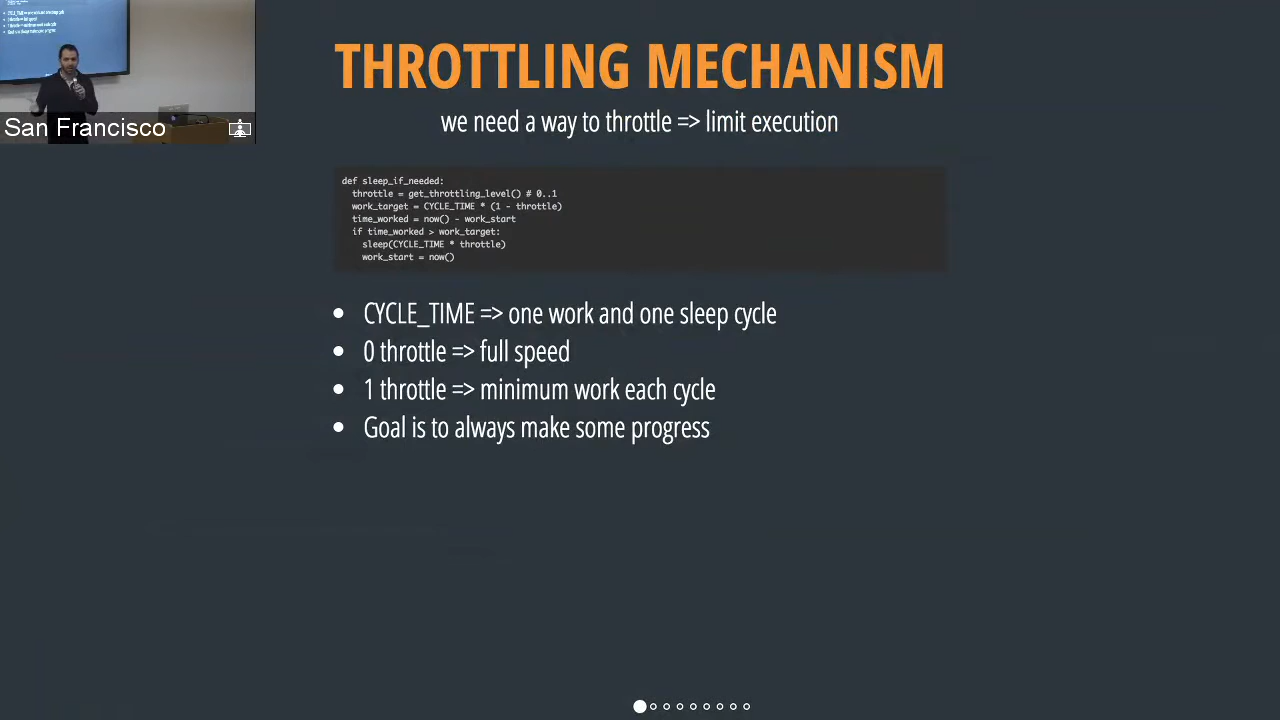 THROTTLING MECHANISM
we need a way to throttle => limit execution
San Francisco
def sleep_if_needed:
  throttle = get_throttling_level() # 0..1
  work_target = CYCLE_TIME * (1 - throttle)
  time_worked = now() - work_start
  if time_worked > work_target:
    sleep(CYCLE_TIME * throttle)
    work_start = now()
• CYCLE_TIME => one work and one sleep cycle
• 0 throttle => full speed
• 1 throttle => minimum work each cycle
• Goal is to always make some progress